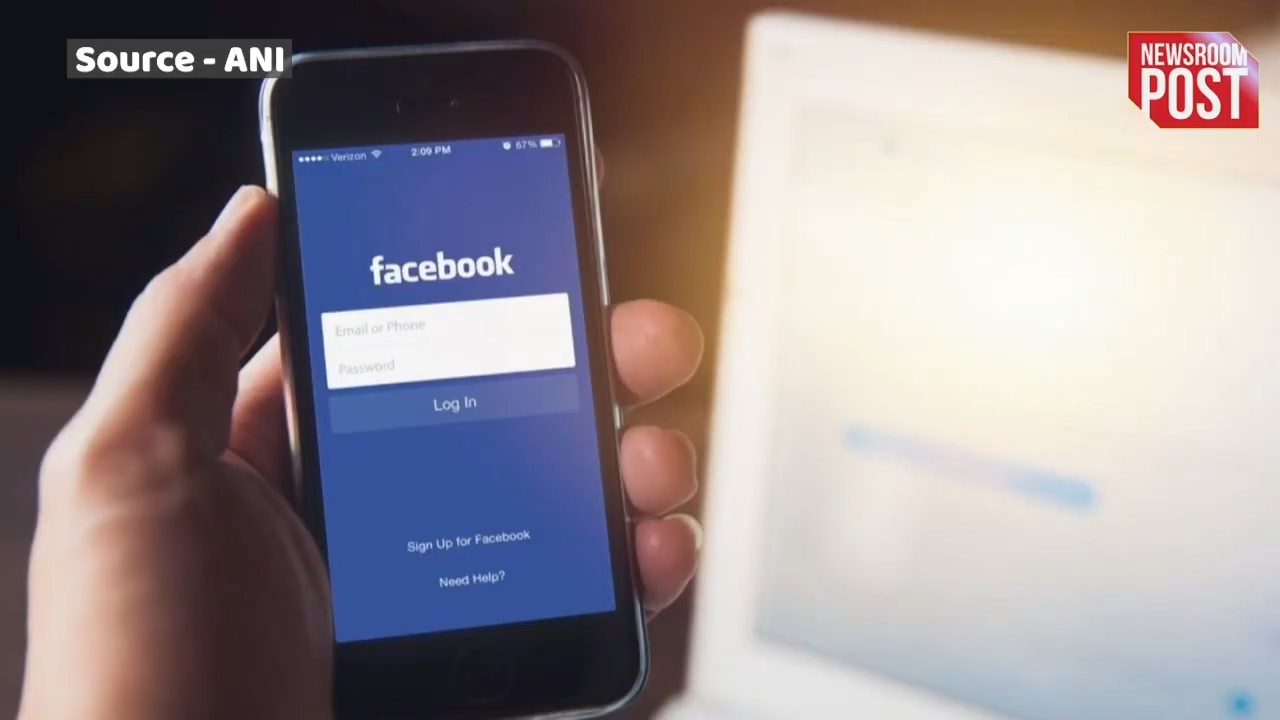 Source - ANI
NEWSROOM
POST
Verizon 2:09 PM 67%
facebook
Email or Phone
Password
Log In
Sign Up for Facebook
Need Help?